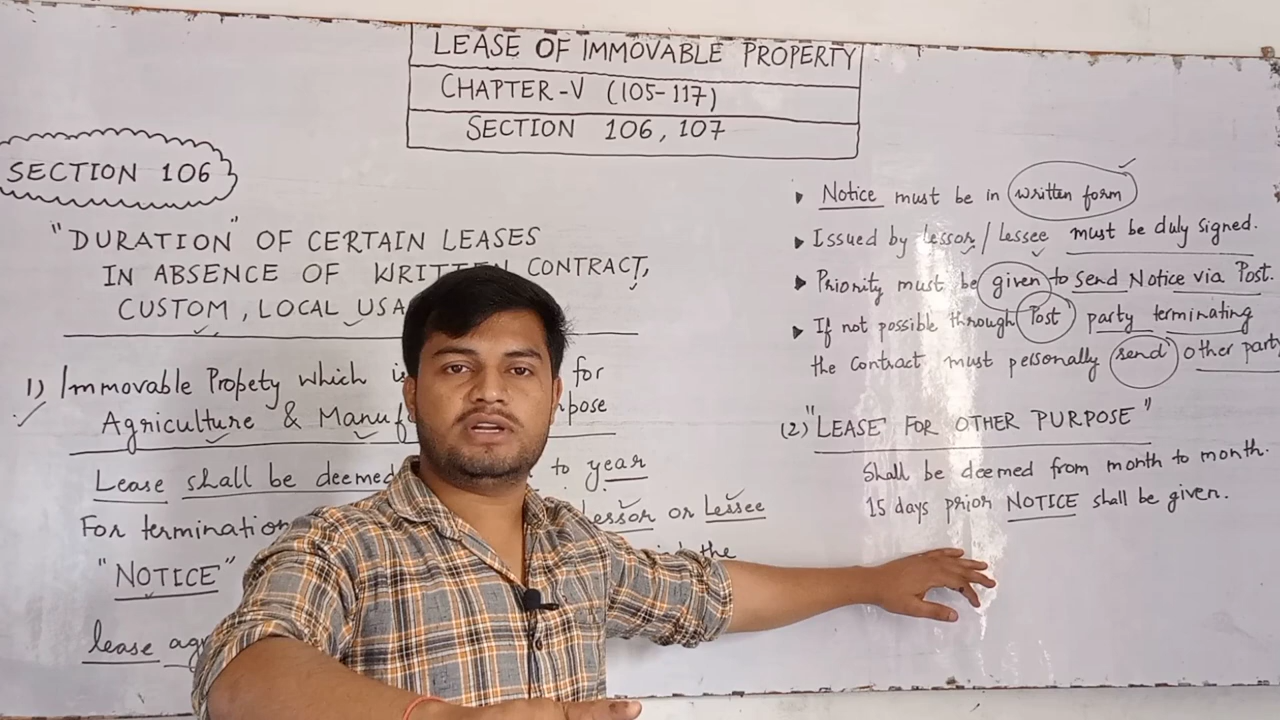 LEASE OF IMMOVABLE PROPERTY
CHAPTER-V (105-117)
SECTION 106, 107
SECTION 106
"DURATION" OF CERTAIN LEASES
IN ABSENCE OF WRITTEN CONTRACT,
CUSTOM, LOCAL USA
1) Immovable Propety which is for
Agriculture & Manuf pose
Lease shall be deemed to year
For termination Lessor or Lessee
"NOTICE" the
lease
• Notice must be in written form
▸ Issued by Lessor / Lessee must be duly signed.
▸ Priority must be given to send Notice via Post.
▸ If not possible through Post party terminating
the Contract must personally send other party
(2) "LEASE FOR OTHER PURPOSE"
Shall be deemed from month to month.
15 days prior NOTICE shall be given.